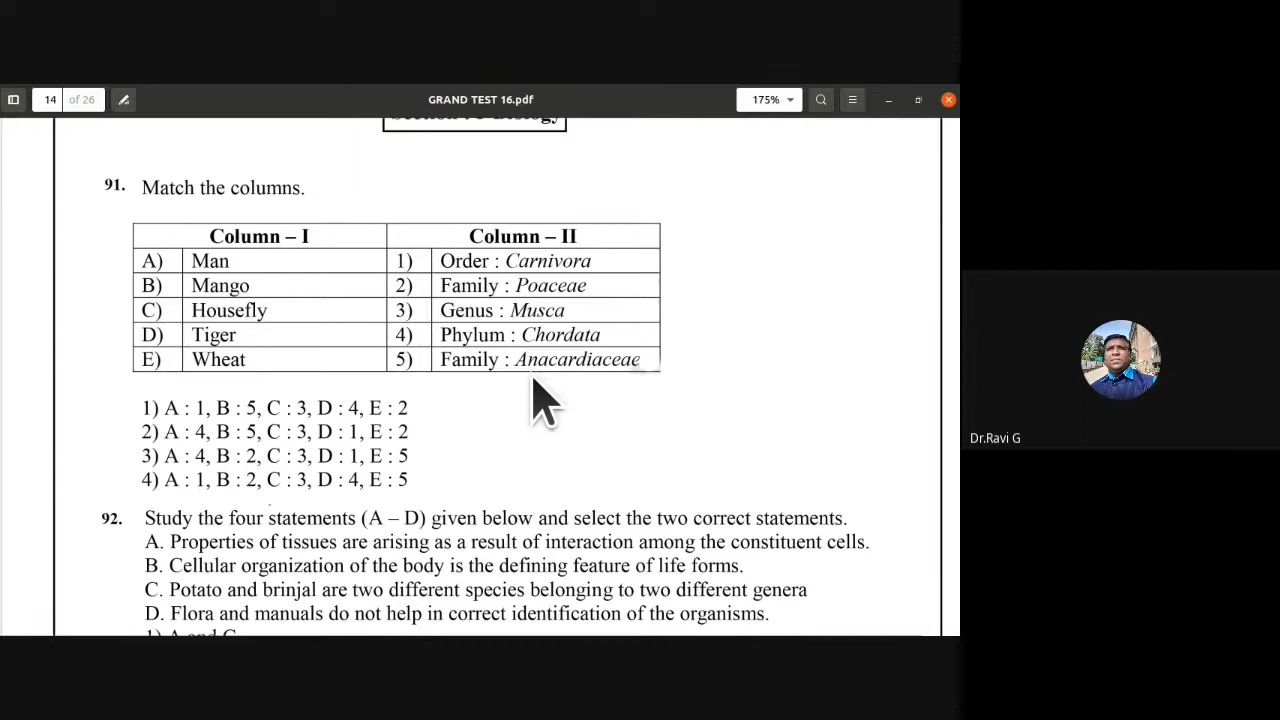 14 of 26
GRAND TEST 16.pdf
175%
91. Match the columns.
Column – I Column – II
A) Man 1) Order : Carnivora
B) Mango 2) Family : Poaceae
C) Housefly 3) Genus : Musca
D) Tiger 4) Phylum : Chordata
E) Wheat 5) Family : Anacardiaceae
1) A : 1, B : 5, C : 3, D : 4, E : 2
2) A : 4, B : 5, C : 3, D : 1, E : 2
3) A : 4, B : 2, C : 3, D : 1, E : 5
4) A : 1, B : 2, C : 3, D : 4, E : 5
Dr.Ravi G
92. Study the four statements (A – D) given below and select the two correct statements.
A. Properties of tissues are arising as a result of interaction among the constituent cells.
B. Cellular organization of the body is the defining feature of life forms.
C. Potato and brinjal are two different species belonging to two different genera
D. Flora and manuals do not help in correct identification of the organisms.